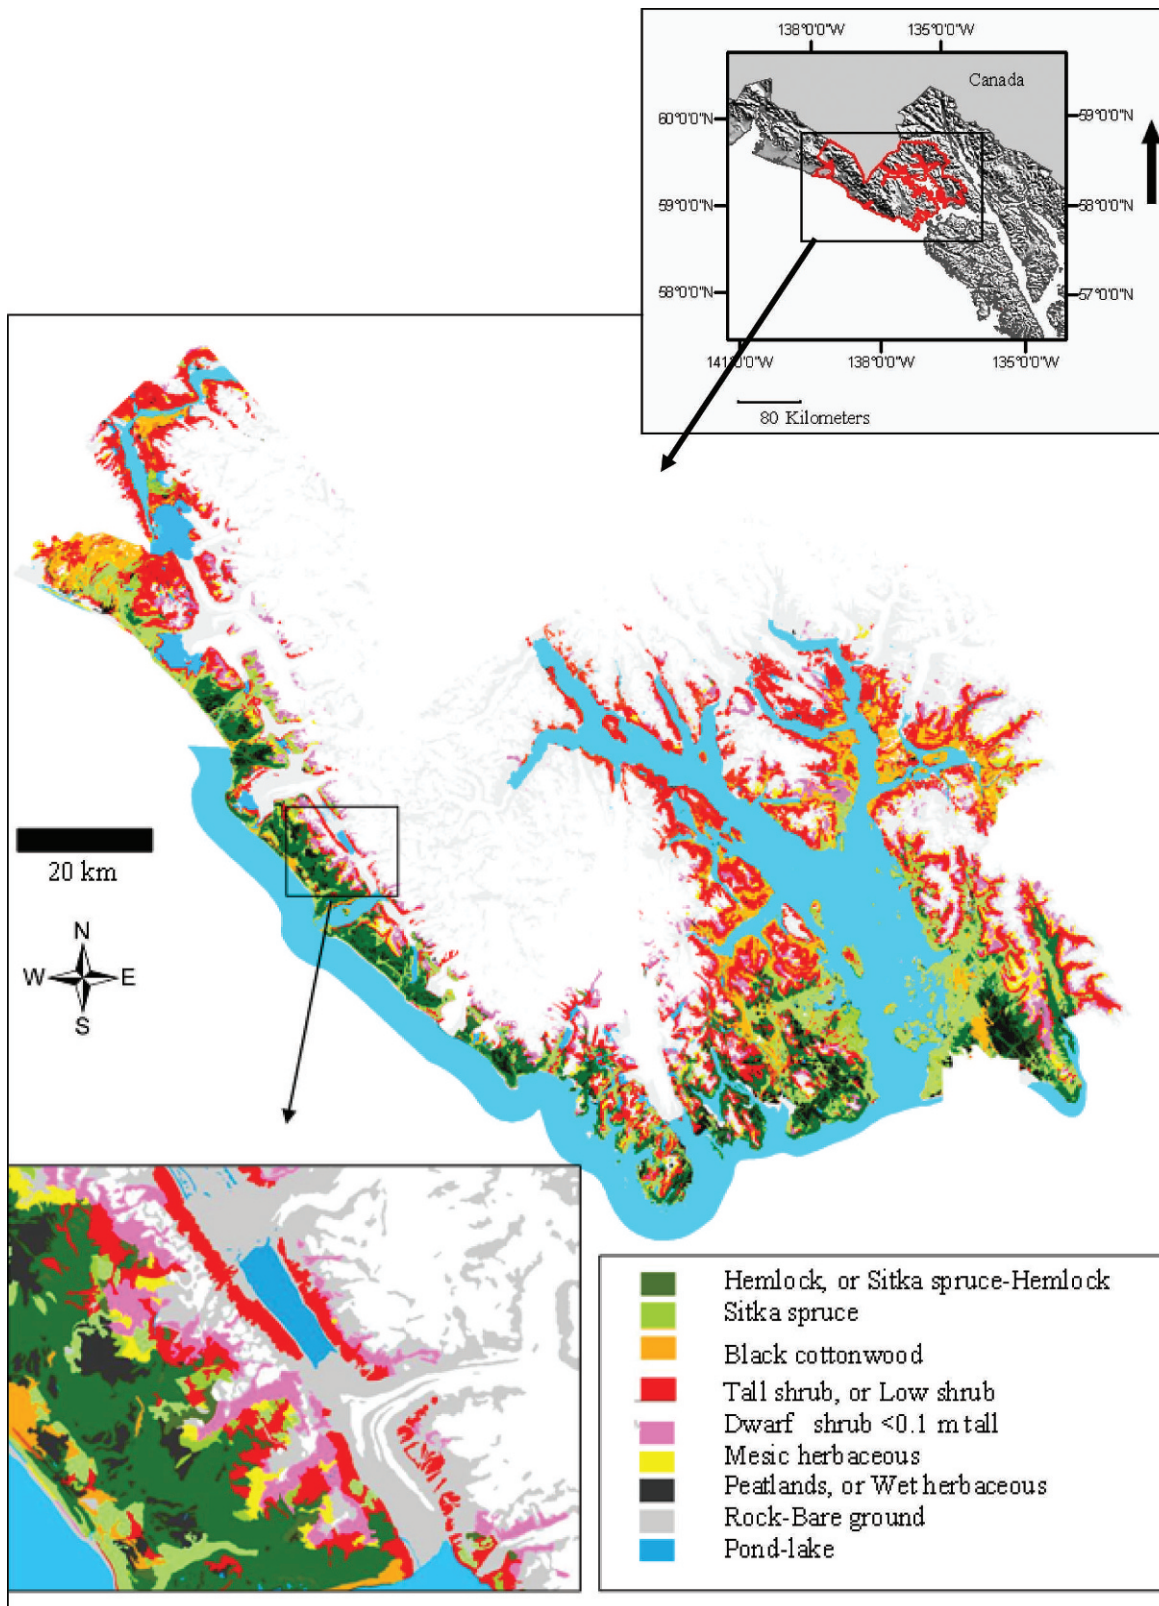 138°0'0"W 135°0'0"W
Canada
60°0'0"N 59°0'0"N
59°0'0"N 58°0'0"N
58°0'0"N 57°0'0"N
141°0'0"W 138°0'0"W 135°0'0"W
80 Kilometers
20 km
N
W E
S
Hemlock, or Sitka spruce-Hemlock
Sitka spruce
Black cottonwood
Tall shrub, or Low shrub
Dwarf shrub <0.1 m tall
Mesic herbaceous
Peatlands, or Wet herbaceous
Rock-Bare ground
Pond-lake